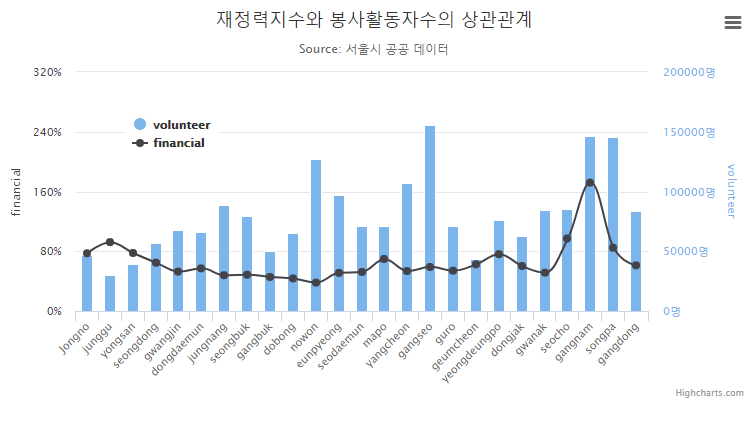 재정력지수와 봉사활동자수의 상관관계
Source: 서울시 공공 데이터
320%
240%
160%
80%
0%
financial
volunteer
financial
200000명
150000명
100000명
50000명
0명
volunteer
Jongno
junggu
yongsan
seongdong
gwangjin
dongdaemun
jungnang
seongbuk
gangbuk
dobong
nowon
eunpyeong
seodaemun
mapo
yangcheon
gangseo
guro
geumcheon
yeongdeungpo
dongjak
gwanak
seocho
gangnam
songpa
gangdong
Highcharts.com